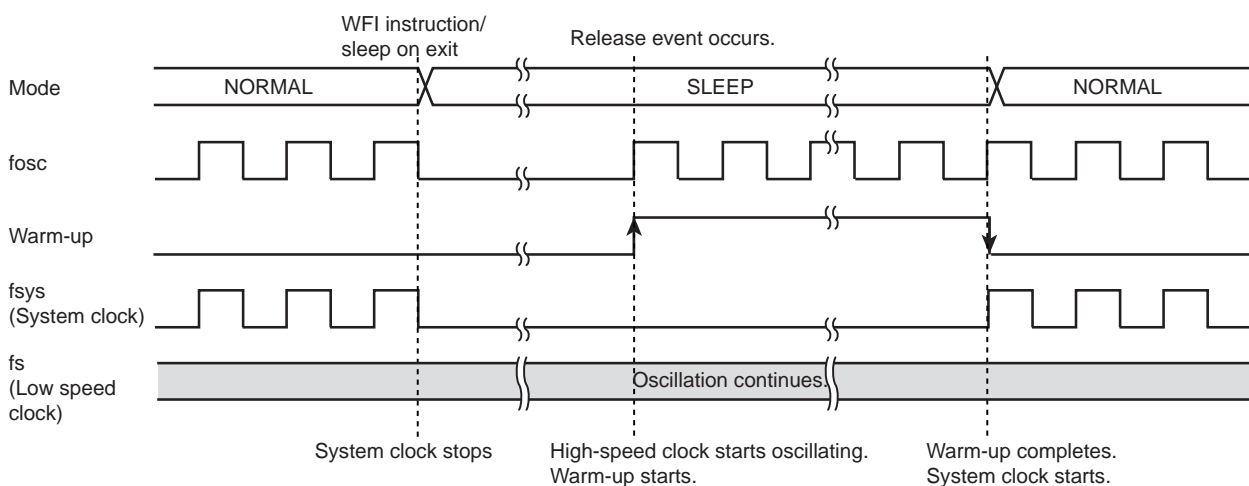 WFI instruction/
sleep on exit
Release event occurs.
Mode
NORMAL
SLEEP
NORMAL
fosc
Warm-up
fsys
(System clock)
fs
(Low speed
clock)
Oscillation continues.
System clock stops
High-speed clock starts oscillating.
Warm-up starts.
Warm-up completes.
System clock starts.